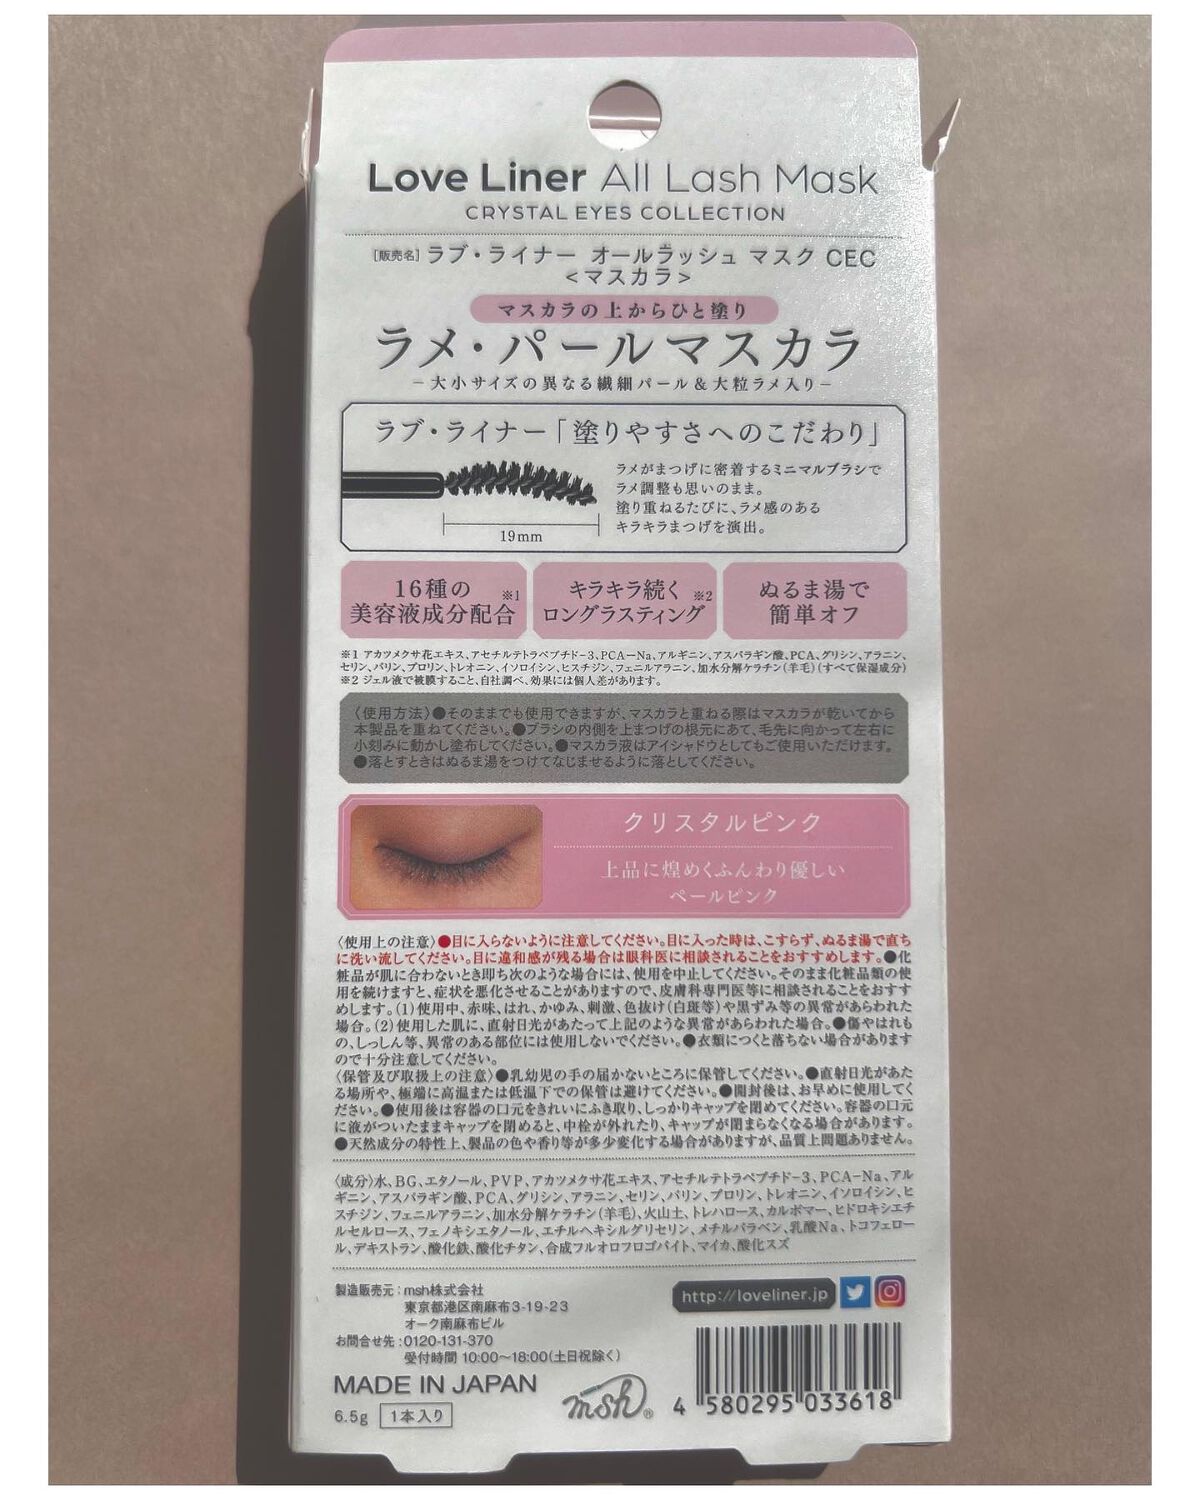 Love Liner All Lash Mask
CRYSTAL EYES COLLECTION
[販売名] ラブ・ライナー オールラッシュ マスク CEC
<マスカラ>
マスカラの上からひと塗り
ラメ・パールマスカラ
−大小サイズの異なる繊細パール&大粒ラメ入り−
ラブ・ライナー「塗りやすさへのこだわり」
ラメがまつげに密着するミニマルブラシで
ラメ調整も思いのまま。
塗り重ねるたびに、ラメ感のある
キラキラまつげを演出。
19mm
16種の ※1
美容液成分配合
キラキラ続く ※2
ロングラスティング
ぬるま湯で
簡単オフ
※1 アカツメクサ花エキス、アセチルテトラペプチド-3、PCA-Na、アルギニン、アスパラギン酸、PCA、グリシン、アラニン、
セリン、バリン、プロリン、トレオニン、イソロイシン、ヒスチジン、フェニルアラニン、加水分解ケラチン(羊毛)(すべて保湿成分)
※2 ジェル液で被膜すること、自社調べ、効果には個人差があります。
〈使用方法〉●そのままでも使用できますが、マスカラと重ねる際はマスカラが乾いてから
本製品を重ねてください。●ブラシの内側を上まつげの根元にあて、毛先に向かって左右に
小刻みに動かし塗布してください。●マスカラ液はアイシャドウとしてもご使用いただけます。
●落とすときはぬるま湯をつけてなじませるように落としてください。
クリスタルピンク
上品に煌めくふんわり優しい
ペールピンク
〈使用上の注意〉●目に入らないように注意してください。目に入った時は、こすらず、ぬるま湯で直ち
に洗い流してください。目に違和感が残る場合は眼科医に相談されることをおすすめします。●化
粧品が肌に合わないとき即ち次のような場合には、使用を中止してください。そのまま化粧品類の使
用を続けますと、症状を悪化させることがありますので、皮膚科専門医等に相談されることをおすす
めします。(1)使用中、赤味、はれ、かゆみ、刺激、色抜け(白斑等)や黒ずみ等の異常があらわれた
場合。(2)使用した肌に、直射日光があたって上記のような異常があらわれた場合。●傷やはれも
の、しっしん等、異常のある部位には使用しないでください。●衣類につくと落ちない場合があります
ので十分注意してください。
〈保管及び取扱上の注意〉●乳幼児の手の届かないところに保管してください。●直射日光があた
る場所や、極端に高温または低温下での保管は避けてください。●開封後は、お早めに使用してく
ださい。●使用後は容器の口元をきれいにふき取り、しっかりキャップを閉めてください。容器の口元
に液がついたままキャップを閉めると、中栓が外れたり、キャップが閉まらなくなる場合があります。
●天然成分の特性上、製品の色や香り等が多少変化する場合がありますが、品質上問題ありません。
〈成分〉水、BG、エタノール、PVP、アカツメクサ花エキス、アセチルテトラペプチド-3、PCA-Na、アル
ギニン、アスパラギン酸、PCA、グリシン、アラニン、セリン、バリン、プロリン、トレオニン、イソロイシン、ヒ
スチジン、フェニルアラニン、加水分解ケラチン(羊毛)、火山土、トレハロース、カルボマー、ヒドロキシエチ
ルセルロース、フェノキシエタノール、エチルヘキシルグリセリン、メチルパラベン、乳酸Na、トコフェロー
ル、デキストラン、酸化鉄、酸化チタン、合成フルオロフロゴパイト、マイカ、酸化スズ
製造販売元:msh株式会社
東京都港区南麻布3-19-23
オーク南麻布ビル
お問合せ先:0120-131-370
受付時間 10:00〜18:00(土日祝除く)
http://loveliner.jp
MADE IN JAPAN
6.5g 1本入り
msh®
4 580295 033618